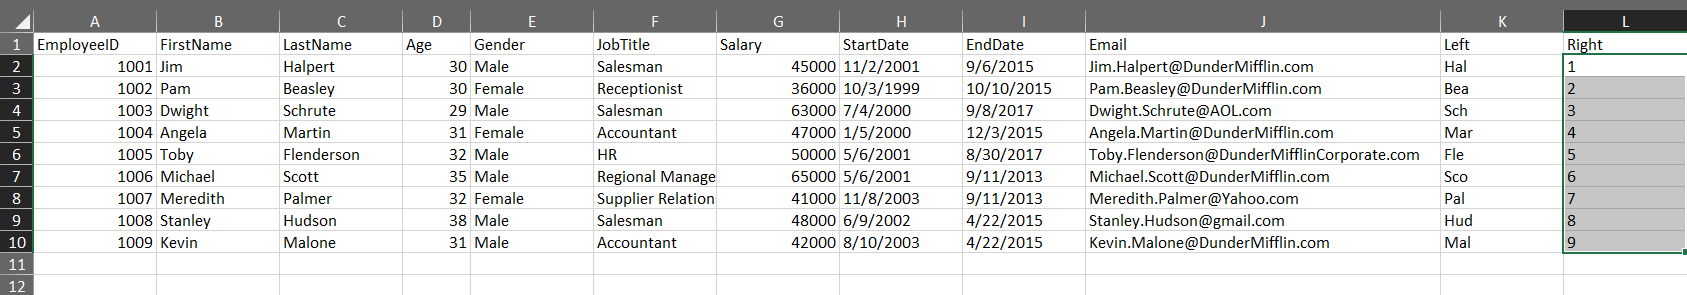 A B C D E F G H I J K L
1 EmployeeID FirstName LastName Age Gender JobTitle Salary StartDate EndDate Email Left Right
2 1001 Jim Halpert 30 Male Salesman 45000 11/2/2001 9/6/2015 Jim.Halpert@DunderMifflin.com Hal 1
3 1002 Pam Beasley 30 Female Receptionist 36000 10/3/1999 10/10/2015 Pam.Beasley@DunderMifflin.com Bea 2
4 1003 Dwight Schrute 29 Male Salesman 63000 7/4/2000 9/8/2017 Dwight.Schrute@AOL.com Sch 3
5 1004 Angela Martin 31 Female Accountant 47000 1/5/2000 12/3/2015 Angela.Martin@DunderMifflin.com Mar 4
6 1005 Toby Flenderson 32 Male HR 50000 5/6/2001 8/30/2017 Toby.Flenderson@DunderMifflinCorporate.com Fle 5
7 1006 Michael Scott 35 Male Regional Manage 65000 5/6/2001 9/11/2013 Michael.Scott@DunderMifflin.com Sco 6
8 1007 Meredith Palmer 32 Female Supplier Relation 41000 11/8/2003 9/11/2013 Meredith.Palmer@Yahoo.com Pal 7
9 1008 Stanley Hudson 38 Male Salesman 48000 6/9/2002 4/22/2015 Stanley.Hudson@gmail.com Hud 8
10 1009 Kevin Malone 31 Male Accountant 42000 8/10/2003 4/22/2015 Kevin.Malone@DunderMifflin.com Mal 9
11
12